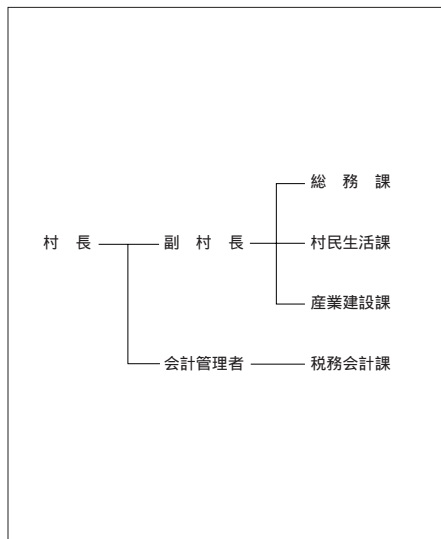 総　務　課
村　長
副　村　長
村民生活課
産業建設課
会計管理者
税務会計課